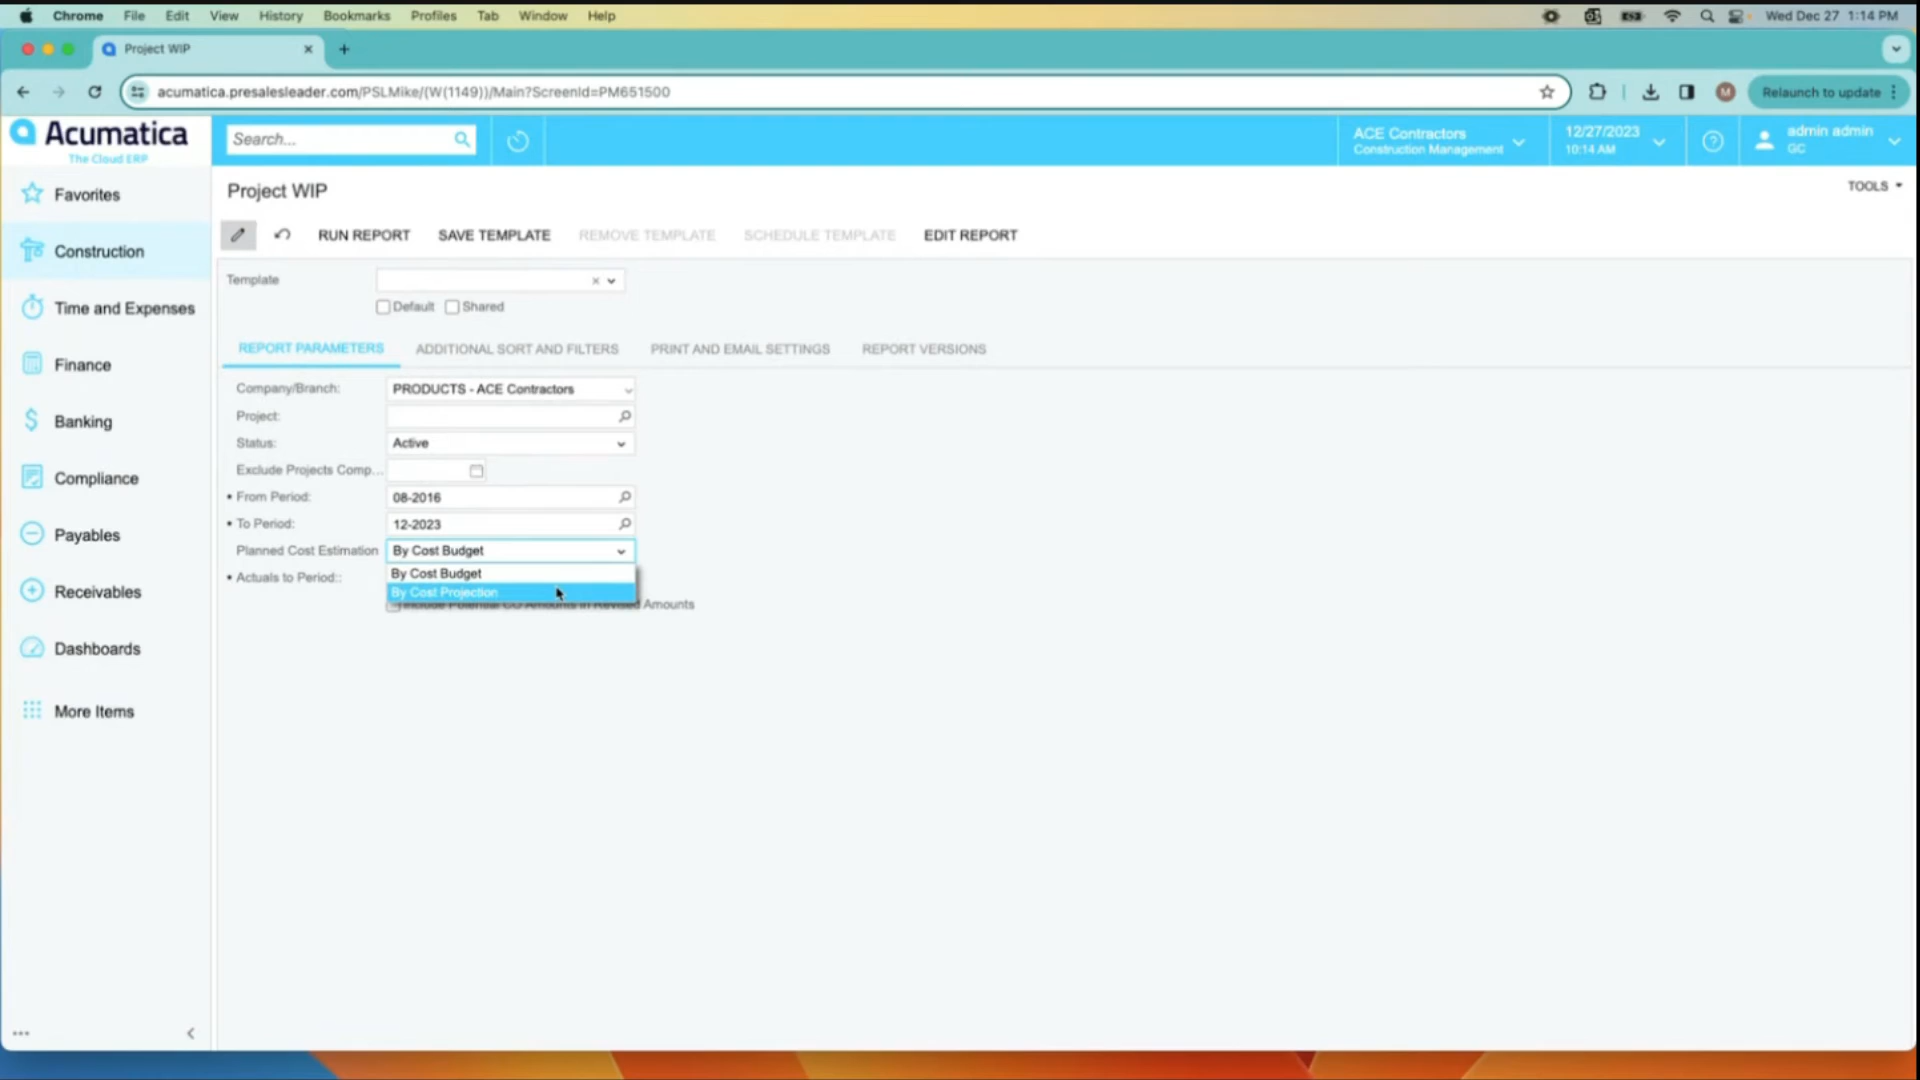 Chrome File Edit View History Bookmarks Profiles Tab Window Help Wed Dec 27 1:14 PM
Project WIP
acumatica.presalesleader.com/PSLMike/(W(1149))/Main?ScreenId=PM651500 Relaunch to update
Acumatica
The Cloud ERP
Search...
ACE Contractors
Construction Management
12/27/2023
10:14 AM
admin admin
GC
Favorites
Construction
Time and Expenses
Finance
Banking
Compliance
Payables
Receivables
Dashboards
More Items
Project WIP TOOLS
RUN REPORT SAVE TEMPLATE REMOVE TEMPLATE SCHEDULE TEMPLATE EDIT REPORT
Template
Default Shared
REPORT PARAMETERS ADDITIONAL SORT AND FILTERS PRINT AND EMAIL SETTINGS REPORT VERSIONS
Company/Branch: PRODUCTS - ACE Contractors
Project:
Status: Active
Exclude Projects Comp...
• From Period: 08-2016
• To Period: 12-2023
Planned Cost Estimation By Cost Budget
By Cost Budget
• Actuals to Period::
By Cost Projection
Include Potential CO Amounts in Revised Amounts